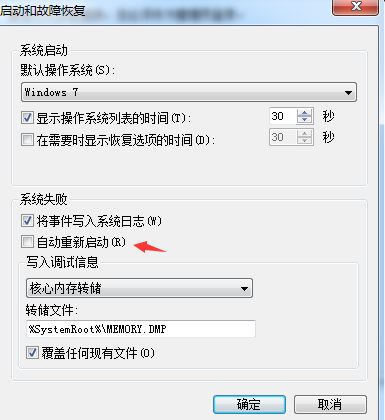 启动和故障恢复
系统启动
默认操作系统(S):
Windows 7
显示操作系统列表的时间(T): 30 秒
在需要时显示恢复选项的时间(D): 30 秒
系统失败
将事件写入系统日志(W)
自动重新启动(R)
写入调试信息
核心内存转储
转储文件:
%SystemRoot%\MEMORY.DMP
覆盖任何现有文件(O)
确定 取消